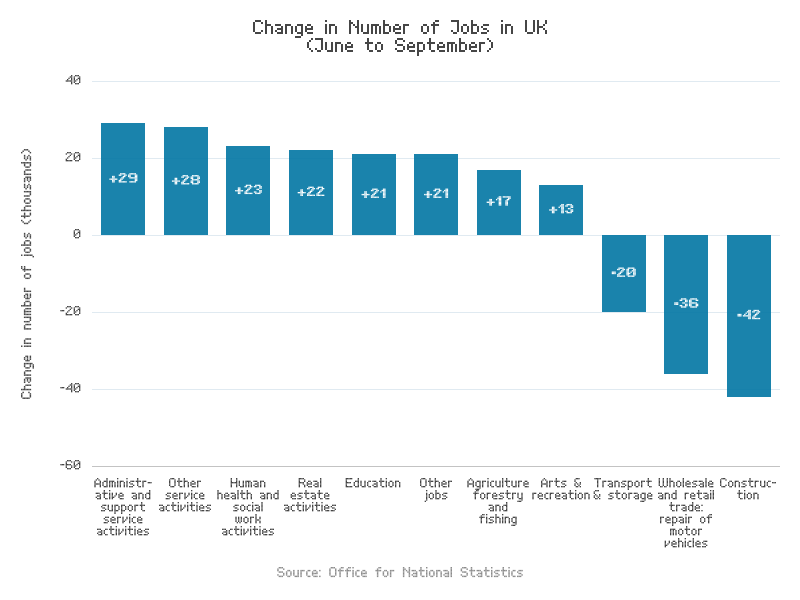 Change in Number of Jobs in UK
(June to September)
Change in number of jobs (thousands)
40
20
0
-20
-40
-60
+29
+28
+23
+22
+21
+21
+17
+13
-20
-36
-42
Administr-
ative and
support
service
activities
Other
service
activities
Human
health and
social
work
activities
Real
estate
activities
Education
Other
jobs
Agriculture
forestry
and
fishing
Arts &
recreation
Transport
& storage
Wholesale
and retail
trade:
repair of
motor
vehicles
Construc-
tion
Source: Office for National Statistics